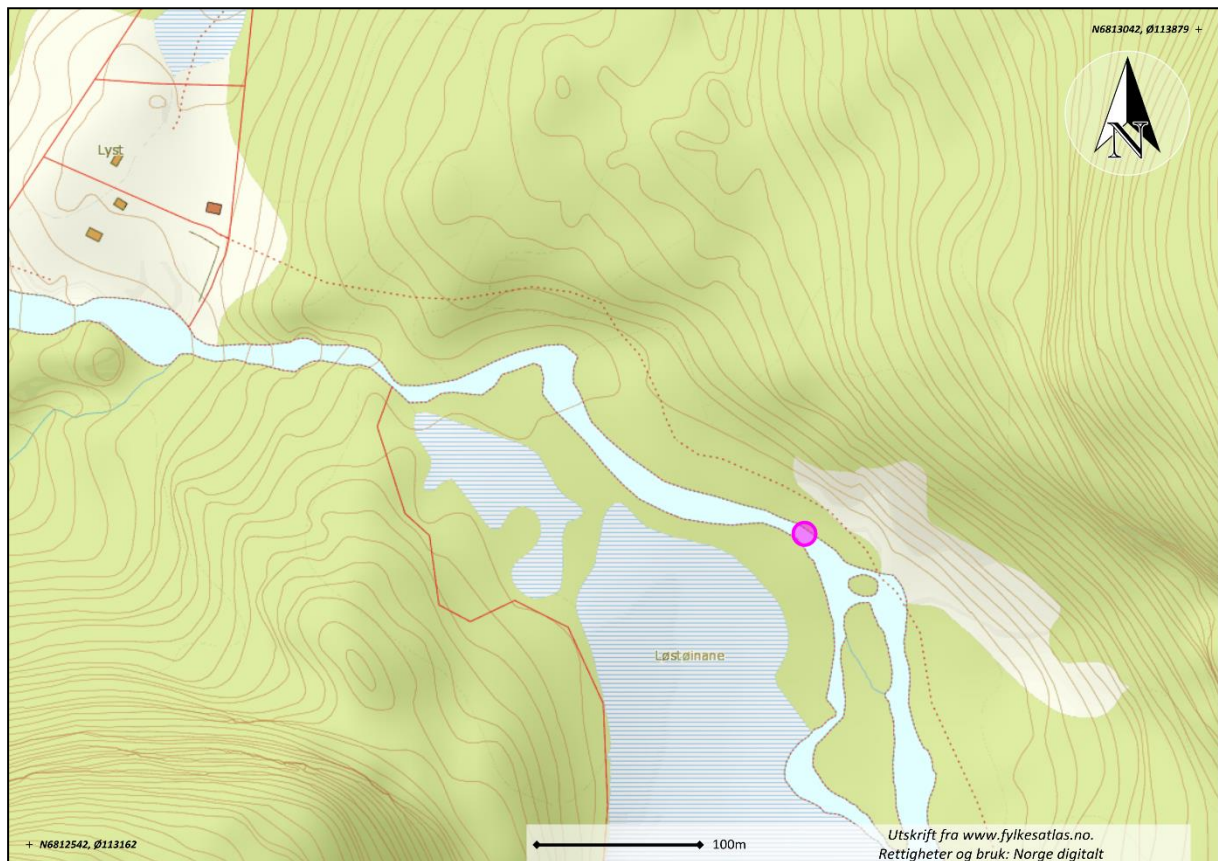 N6813042, Ø113879 +
N
Lyst
Løstøinane
+ N6812542, Ø113162
100m
Utskrift fra www.fylkesatlas.no.
Rettigheter og bruk: Norge digitalt